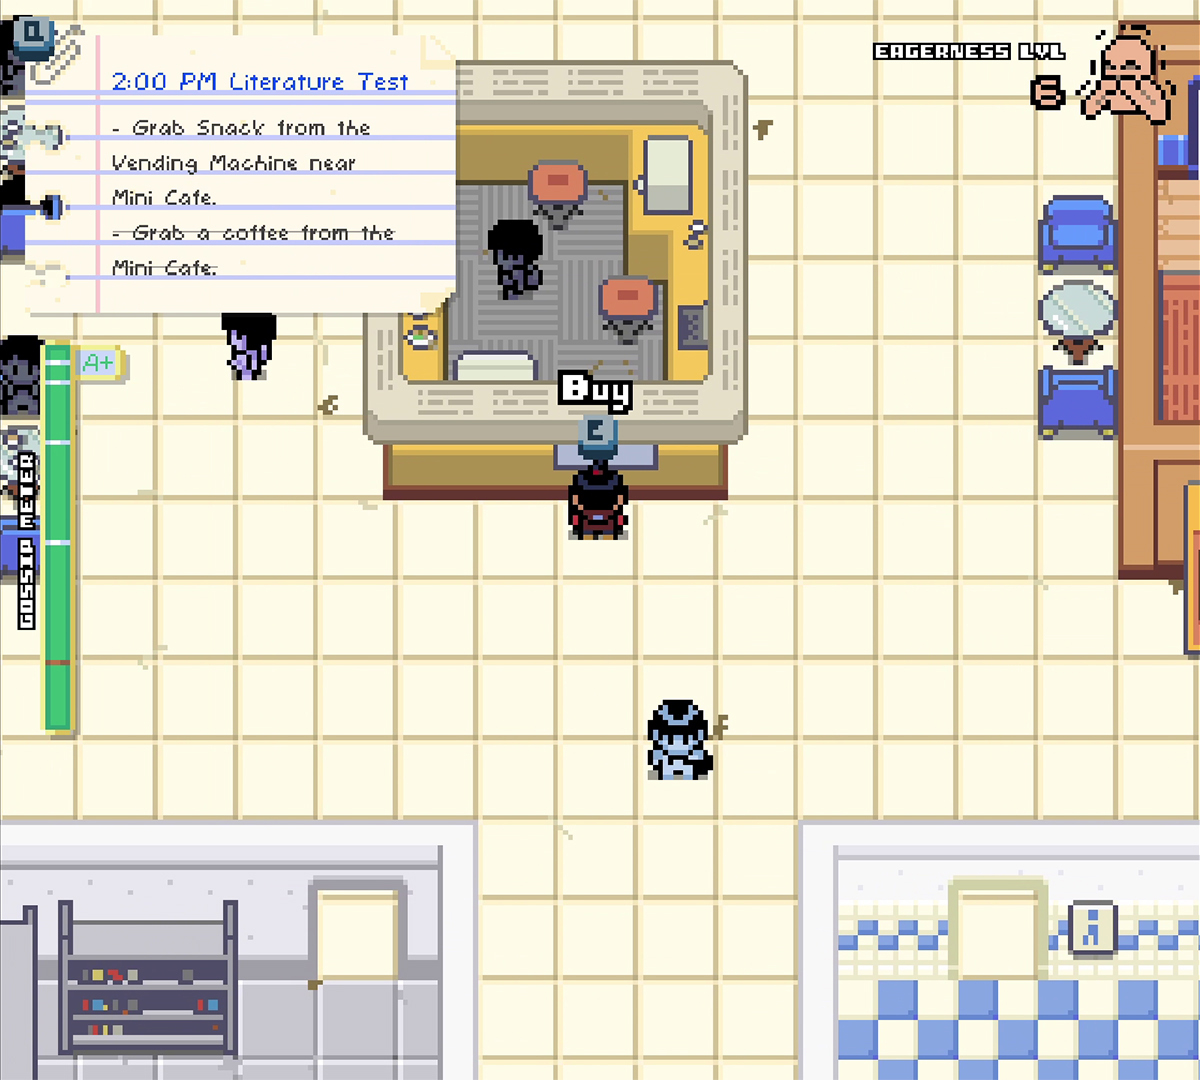 P
EAGERNESS LVL
2:00 PM Literature Test
- Grab Snack from the
Vending Machine near
Mini Cafe.
- Grab a coffee from the
Mini Cafe.
A+
Buy
E
GOSSIP METER